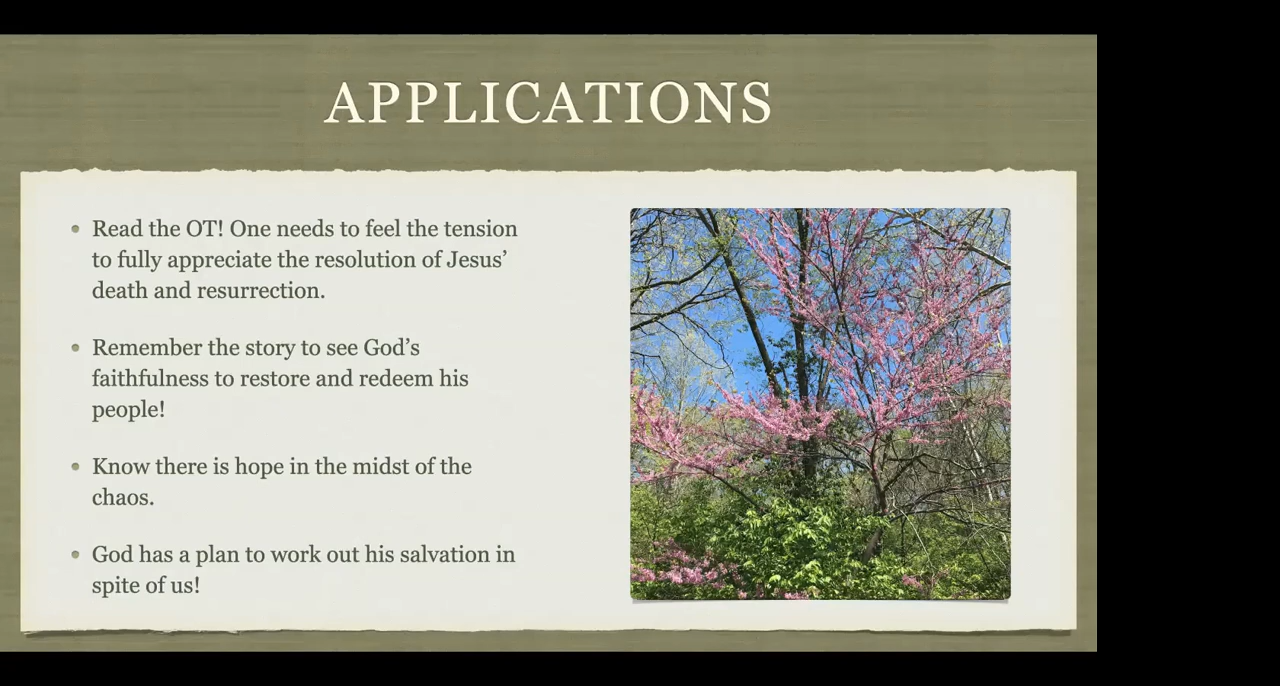 APPLICATIONS
Read the OT! One needs to feel the tension
to fully appreciate the resolution of Jesus’
death and resurrection.
Remember the story to see God’s
faithfulness to restore and redeem his
people!
Know there is hope in the midst of the
chaos.
God has a plan to work out his salvation in
spite of us!